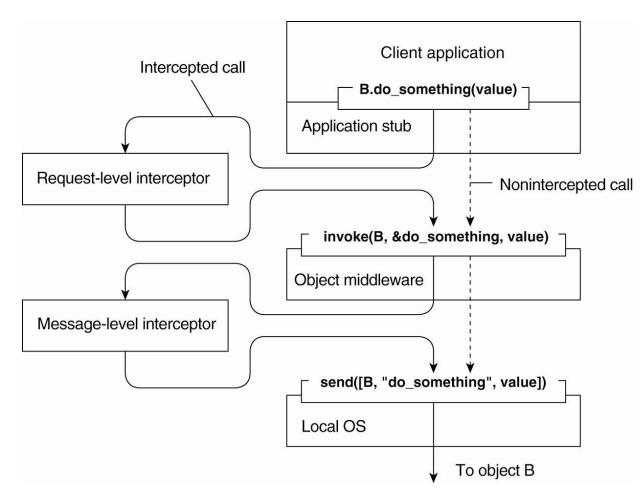 Client application
Intercepted call
B.do_something(value)
Application stub
Request-level interceptor
Nonintercepted call
invoke(B, &do_something, value)
Object middleware
Message-level interceptor
send([B, "do_something", value])
Local OS
To object B